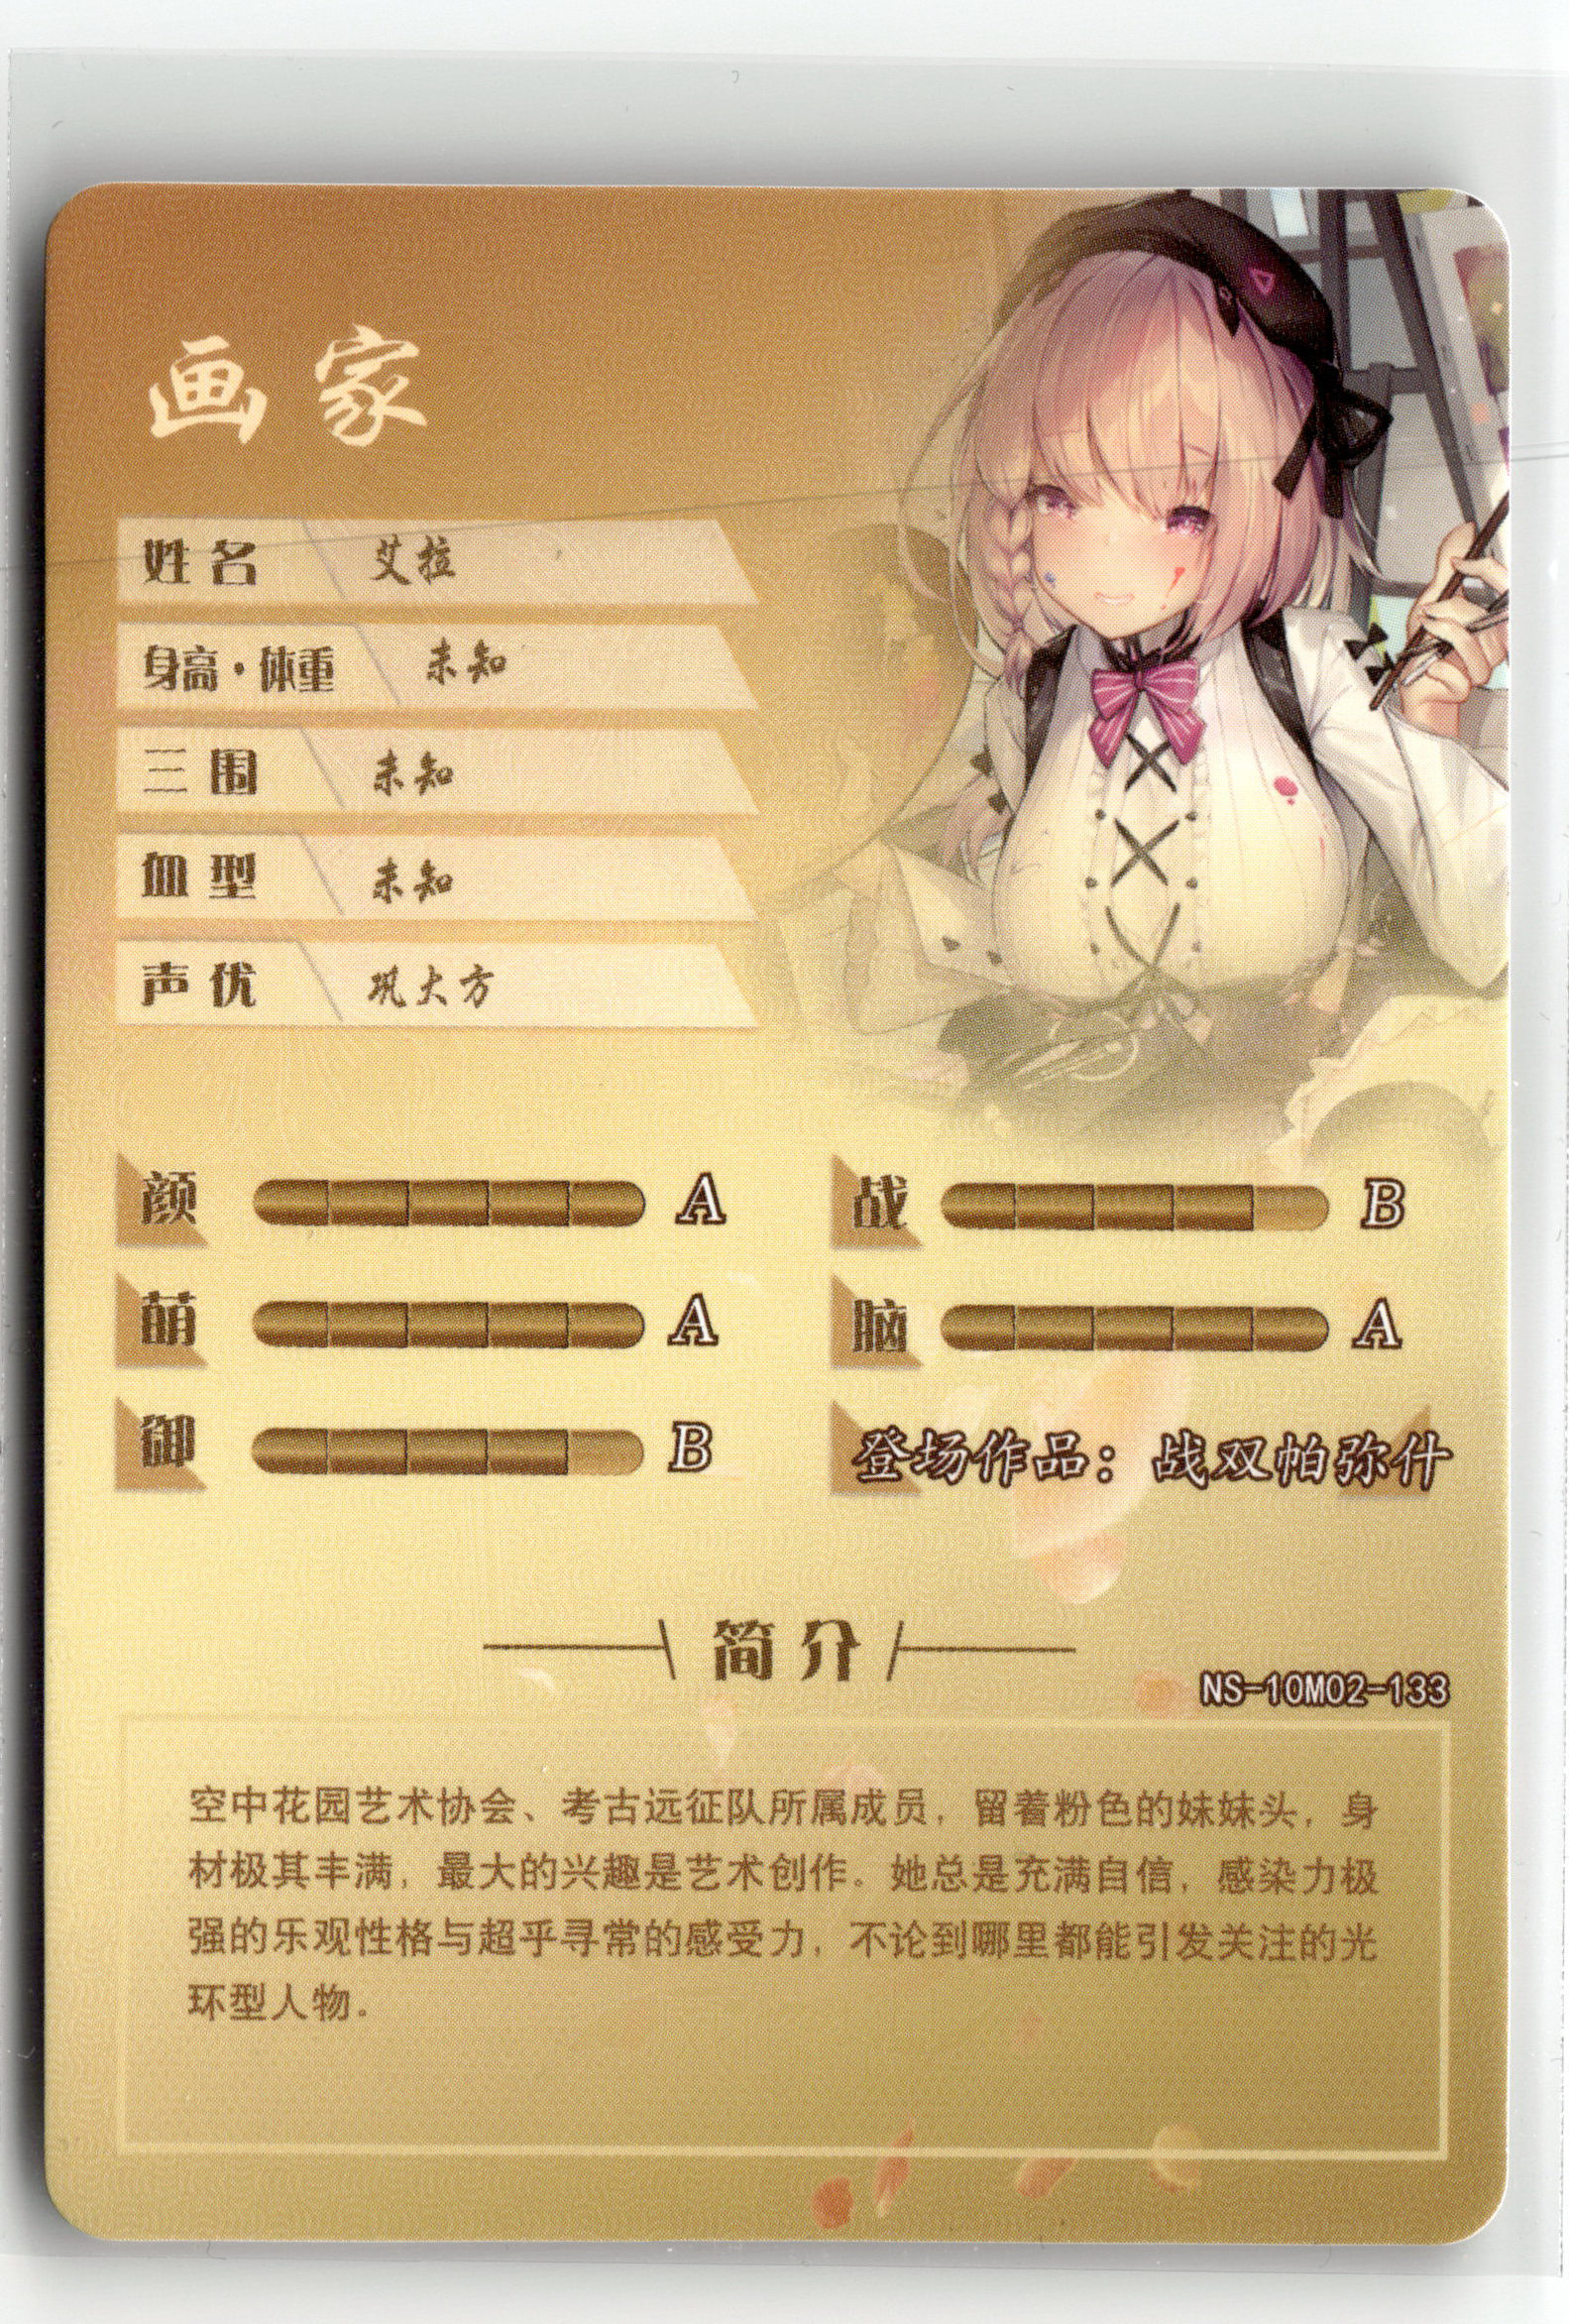 画家
姓名 艾拉
身高·体重 未知
三围 未知
血型 未知
声优 巩大方
颜 A
战 B
萌 A
脑 A
御 B
登场作品：战双帕弥什
简介
NS-10M02-133
空中花园艺术协会、考古远征队所属成员，留着粉色的妹妹头，身
材极其丰满，最大的兴趣是艺术创作。她总是充满自信，感染力极
强的乐观性格与超乎寻常的感受力，不论到哪里都能引发关注的光
环型人物。